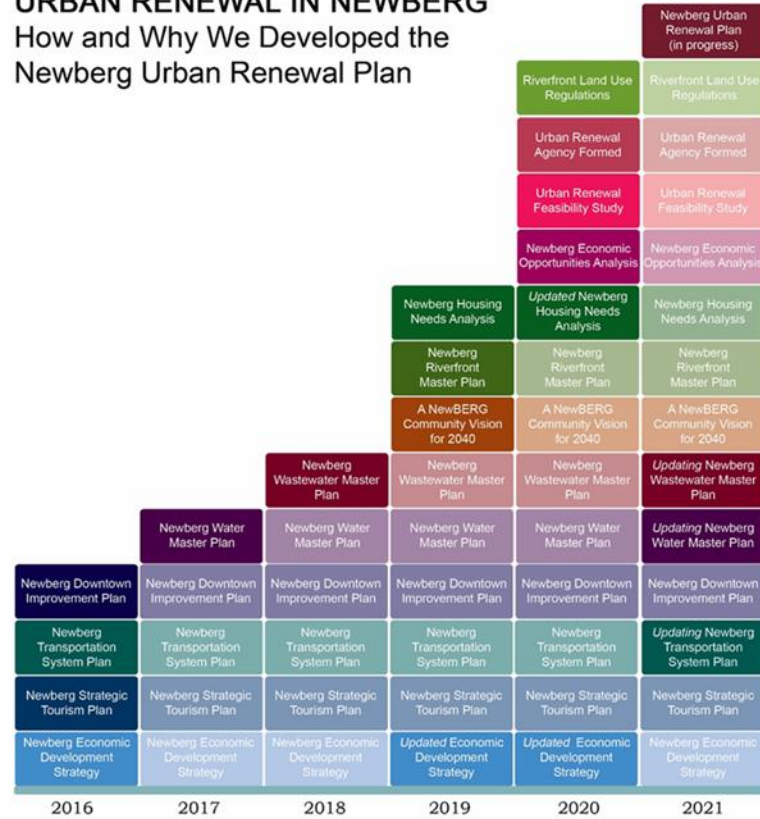 URBAN RENEWAL IN NEWBERG
How and Why We Developed the
Newberg Urban Renewal Plan
Newberg Urban
Renewal Plan
(in progress)
Riverfront Land Use
Regulations
Riverfront Land Use
Regulations
Urban Renewal
Agency Formed
Urban Renewal
Agency Formed
Urban Renewal
Feasibility Study
Urban Renewal
Feasibility Study
Newberg Economic
Opportunities Analysis
Newberg Economic
Opportunities Analysis
Newberg Housing
Needs Analysis
Updated Newberg
Housing Needs
Analysis
Newberg Housing
Needs Analysis
Newberg
Riverfront
Master Plan
Newberg
Riverfront
Master Plan
Newberg
Riverfront
Master Plan
A NewBERG
Community Vision
for 2040
A NewBERG
Community Vision
for 2040
A NewBERG
Community Vision
for 2040
Newberg
Wastewater Master
Plan
Newberg
Wastewater Master
Plan
Newberg
Wastewater Master
Plan
Updating Newberg
Wastewater Master
Plan
Newberg Water
Master Plan
Newberg Water
Master Plan
Newberg Water
Master Plan
Newberg Water
Master Plan
Updating Newberg
Water Master Plan
Newberg Downtown
Improvement Plan
Newberg Downtown
Improvement Plan
Newberg Downtown
Improvement Plan
Newberg Downtown
Improvement Plan
Newberg Downtown
Improvement Plan
Newberg Downtown
Improvement Plan
Newberg
Transportation
System Plan
Newberg
Transportation
System Plan
Newberg
Transportation
System Plan
Newberg
Transportation
System Plan
Newberg
Transportation
System Plan
Updating Newberg
Transportation
System Plan
Newberg Strategic
Tourism Plan
Newberg Strategic
Tourism Plan
Newberg Strategic
Tourism Plan
Newberg Strategic
Tourism Plan
Newberg Strategic
Tourism Plan
Newberg Strategic
Tourism Plan
Newberg Economic
Development
Strategy
Newberg Economic
Development
Strategy
Newberg Economic
Development
Strategy
Updated Economic
Development
Strategy
Updated Economic
Development
Strategy
Newberg Economic
Development
Strategy
2016
2017
2018
2019
2020
2021